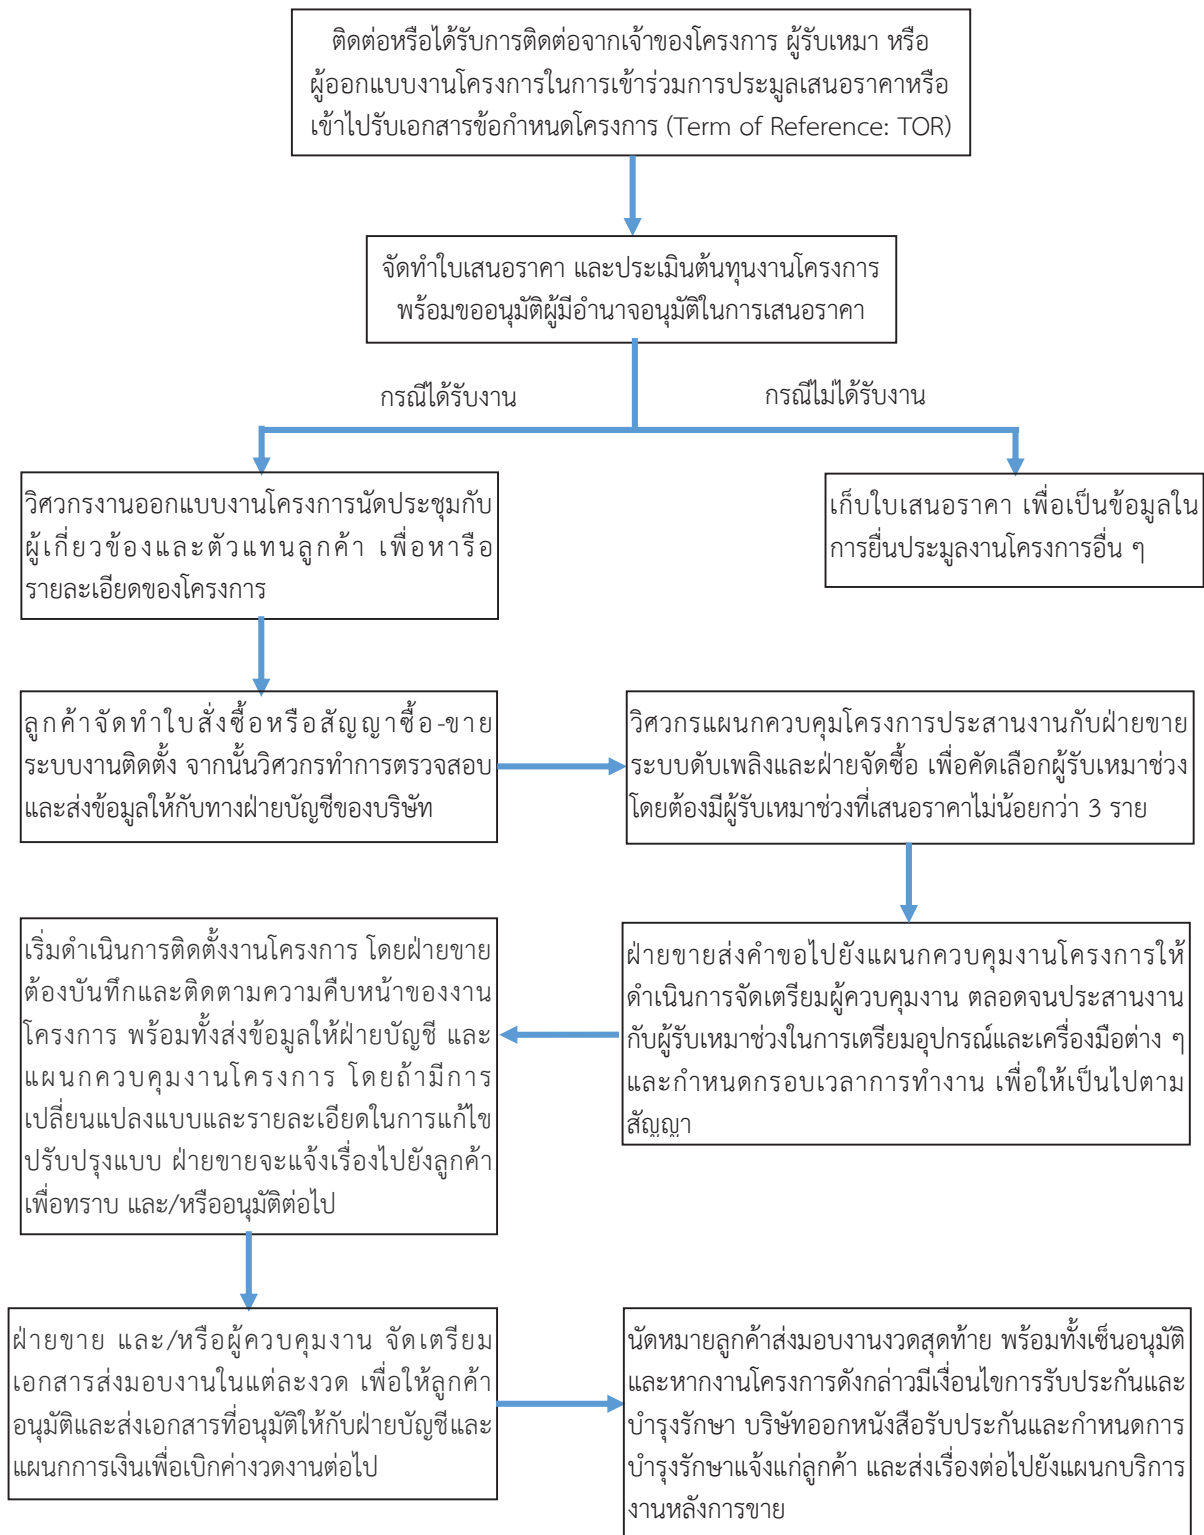 ติดต่อหรือได้รับการติดต่อจากเจ้าของโครงการ ผู้รับเหมา หรือ
ผู้ออกแบบงานโครงการในการเข้าร่วมการประมูลเสนอราคาหรือ
เข้าไปรับเอกสารข้อกำหนดโครงการ (Term of Reference: TOR)
จัดทำใบเสนอราคา และประเมินต้นทุนงานโครงการ
พร้อมขออนุมัติผู้มีอำนาจอนุมัติในการเสนอราคา
กรณีได้รับงาน
กรณีไม่ได้รับงาน
วิศวกรงานออกแบบงานโครงการนัดประชุมกับ
ผู้เกี่ยวข้องและตัวแทนลูกค้า เพื่อหารือ
รายละเอียดของโครงการ
เก็บใบเสนอราคา เพื่อเป็นข้อมูลใน
การยื่นประมูลงานโครงการอื่น ๆ
ลูกค้าจัดทำใบสั่งซื้อหรือสัญญาซื้อ-ขาย
ระบบงานติดตั้ง จากนั้นวิศวกรทำการตรวจสอบ
และส่งข้อมูลให้กับทางฝ่ายบัญชีของบริษัท
วิศวกรแผนกควบคุมโครงการประสานงานกับฝ่ายขาย
ระบบดับเพลิงและฝ่ายจัดซื้อ เพื่อคัดเลือกผู้รับเหมาช่วง
โดยต้องมีผู้รับเหมาช่วงที่เสนอราคาไม่น้อยกว่า 3 ราย
ฝ่ายขายส่งคำขอไปยังแผนกควบคุมงานโครงการให้
ดำเนินการจัดเตรียมผู้ควบคุมงาน ตลอดจนประสานงาน
กับผู้รับเหมาช่วงในการเตรียมอุปกรณ์และเครื่องมือต่าง ๆ
และกำหนดกรอบเวลาการทำงาน เพื่อให้เป็นไปตาม
สัญญา
เริ่มดำเนินการติดตั้งงานโครงการ โดยฝ่ายขาย
ต้องบันทึกและติดตามความคืบหน้าของงาน
โครงการ พร้อมทั้งส่งข้อมูลให้ฝ่ายบัญชี และ
แผนกควบคุมงานโครงการ โดยถ้ามีการ
เปลี่ยนแปลงแบบและรายละเอียดในการแก้ไข
ปรับปรุงแบบ ฝ่ายขายจะแจ้งเรื่องไปยังลูกค้า
เพื่อทราบ และ/หรืออนุมัติต่อไป
ฝ่ายขาย และ/หรือผู้ควบคุมงาน จัดเตรียม
เอกสารส่งมอบงานในแต่ละงวด เพื่อให้ลูกค้า
อนุมัติและส่งเอกสารที่อนุมัติให้กับฝ่ายบัญชีและ
แผนกการเงินเพื่อเบิกค่างวดงานต่อไป
นัดหมายลูกค้าส่งมอบงานงวดสุดท้าย พร้อมทั้งเซ็นอนุมัติ
และหากงานโครงการดังกล่าวมีเงื่อนไขการรับประกันและ
บำรุงรักษา บริษัทออกหนังสือรับประกันและกำหนดการ
บำรุงรักษาแจ้งแก่ลูกค้า และส่งเรื่องต่อไปยังแผนกบริการ
งานหลังการขาย